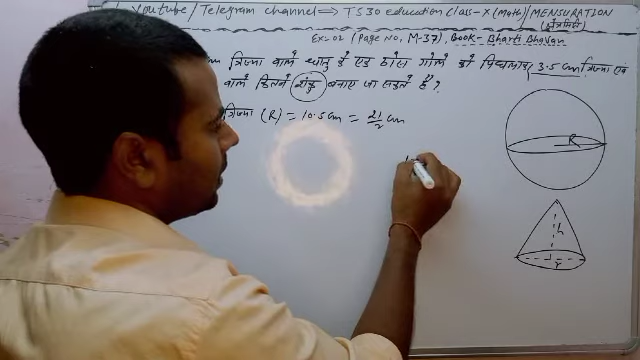 Youtube/Telegram channel ⇒ TS30 education Class-X (Math) / MENSURATION
(क्षेत्रमिति)
Ex:-02 (Page No, M-37), Book-Bharti Bhawan
त्रिज्या वाले धातु के एक ठोस गोले को पिघलाकर, 3.5 cm त्रिज्या एवं
वाले कितने शंकु बनाए जा सकते हैं?
त्रिज्या (R) = 10.5 cm = 21/2 cm
R
h
r